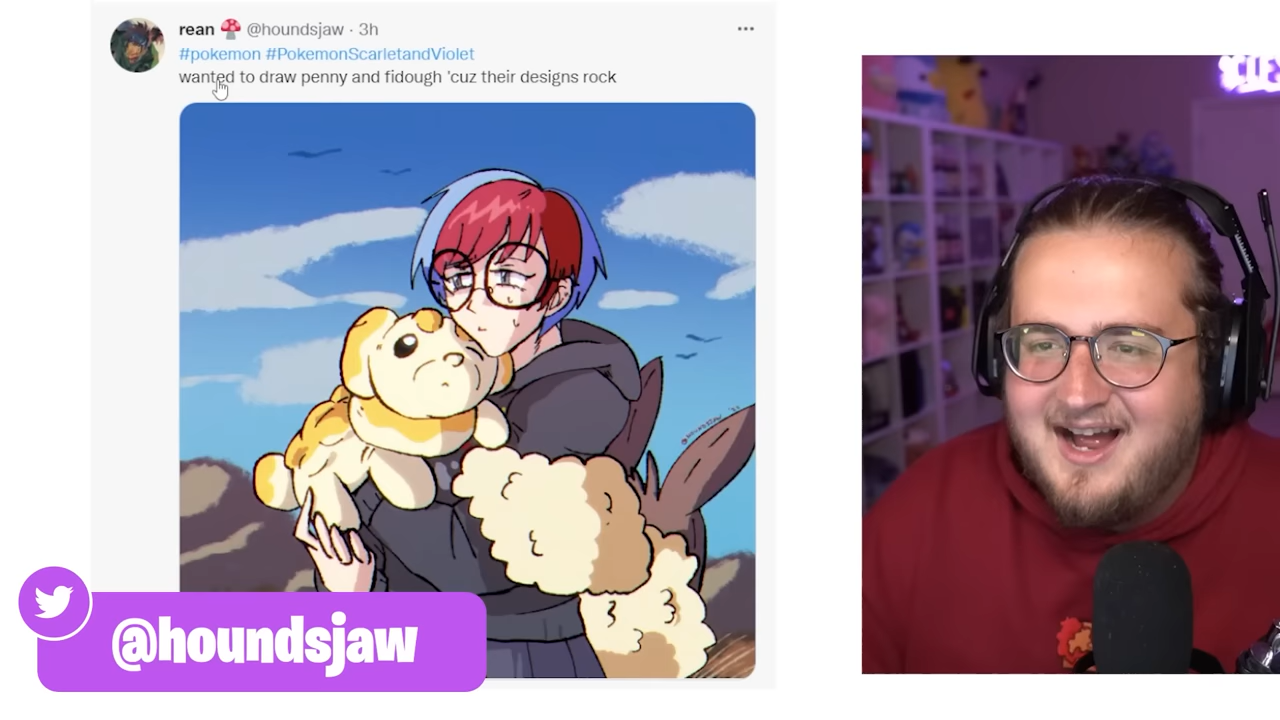 rean @houndsjaw · 3h
#pokemon #PokemonScarletandViolet
wanted to draw penny and fidough 'cuz their designs rock
@houndsjaw